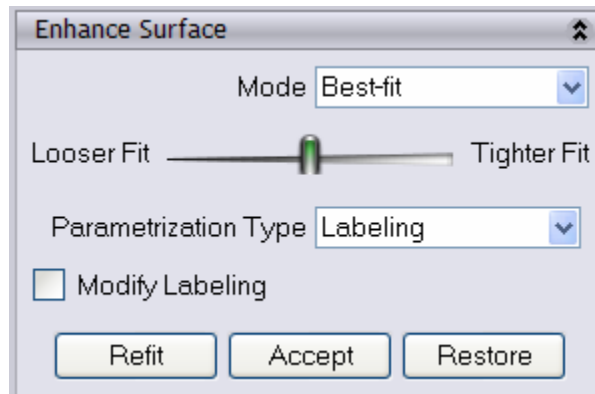 Enhance Surface
Mode Best-fit
Looser Fit Tighter Fit
Parametrization Type Labeling
Modify Labeling
Refit Accept Restore